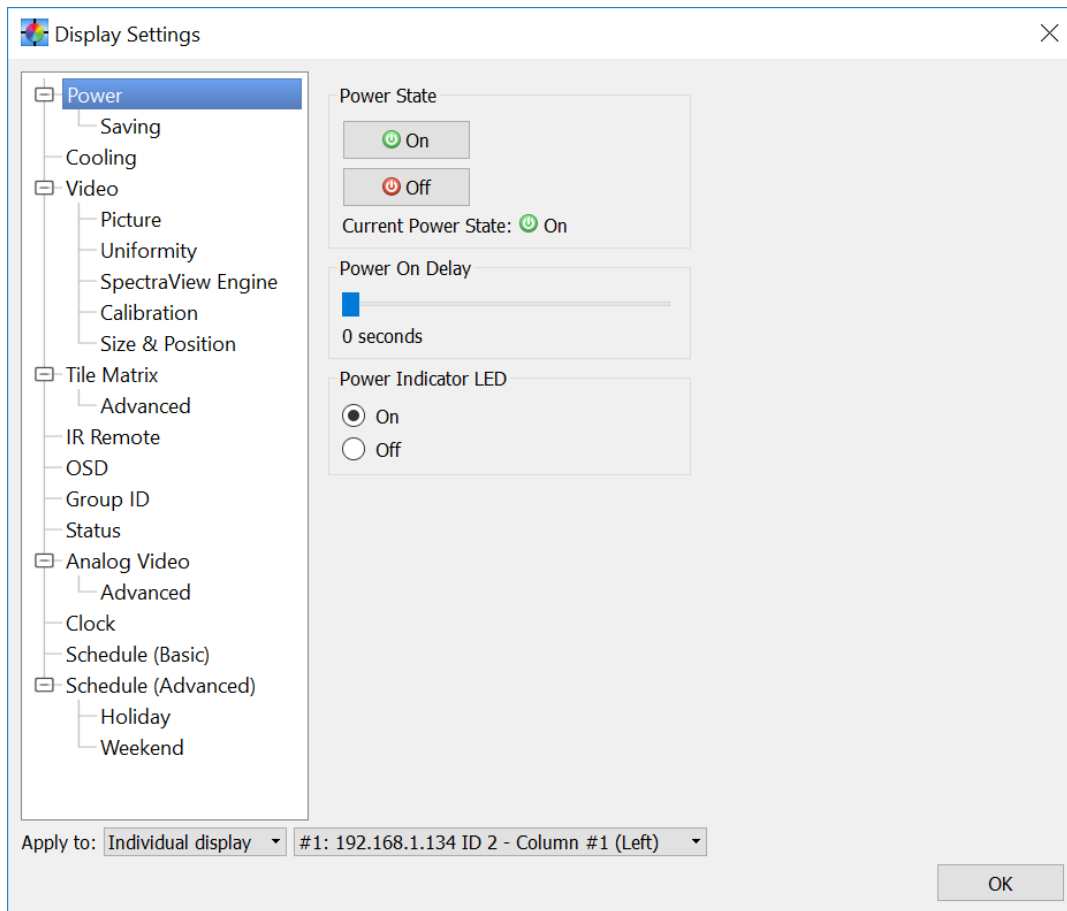 Display Settings
Power
Saving
Cooling
Video
Picture
Uniformity
SpectraView Engine
Calibration
Size & Position
Tile Matrix
Advanced
IR Remote
OSD
Group ID
Status
Analog Video
Advanced
Clock
Schedule (Basic)
Schedule (Advanced)
Holiday
Weekend
Power State
On
Off
Current Power State: On
Power On Delay
0 seconds
Power Indicator LED
On
Off
Apply to: Individual display #1: 192.168.1.134 ID 2 - Column #1 (Left)
OK